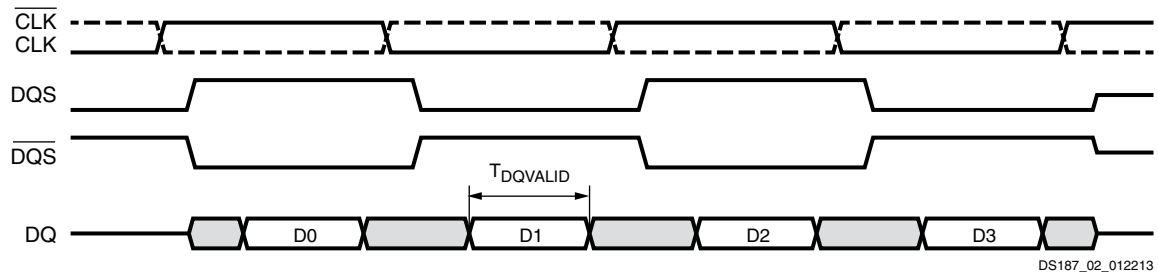 CLK
CLK
DQS
DQS
TDQVALID
DQ D0 D1 D2 D3
DS187_02_012213